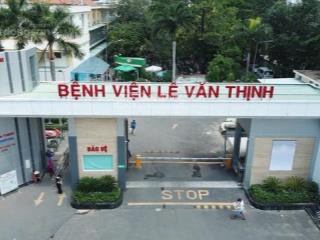 BỆNH VIỆN LÊ VĂN THỊNH
BẢO VỆ
STOP